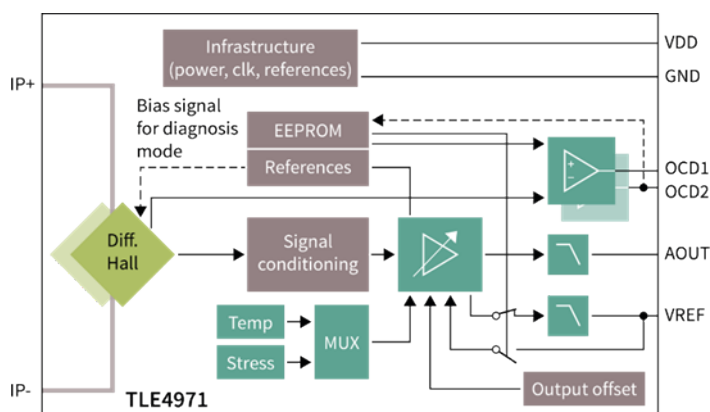 Infrastructure
(power, clk, references)
VDD
GND
IP+
Bias signal
for diagnosis
mode
EEPROM
References
+
−
OCD1
OCD2
Diff.
Hall
Signal
conditioning
AOUT
Temp
Stress
MUX
VREF
Output offset
IP-
TLE4971